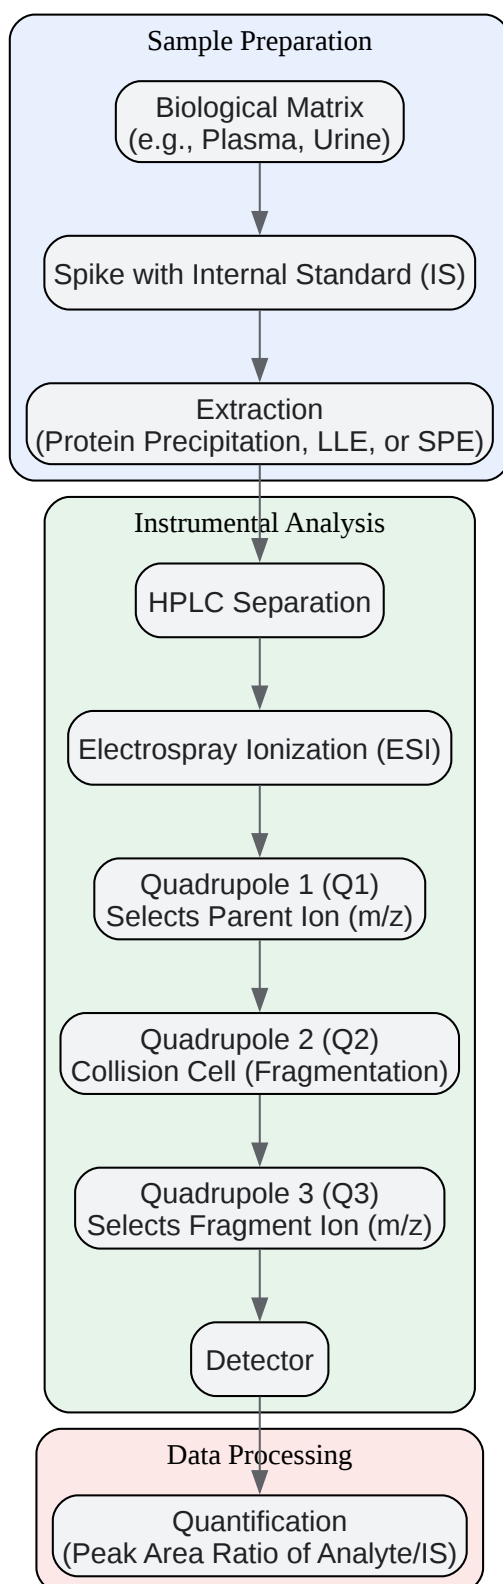 Sample Preparation
Biological Matrix
(e.g., Plasma, Urine)
Spike with Internal Standard (IS)
Extraction
(Protein Precipitation, LLE, or SPE)
Instrumental Analysis
HPLC Separation
Electrospray Ionization (ESI)
Quadrupole 1 (Q1)
Selects Parent Ion (m/z)
Quadrupole 2 (Q2)
Collision Cell (Fragmentation)
Quadrupole 3 (Q3)
Selects Fragment Ion (m/z)
Detector
Data Processing
Quantification
(Peak Area Ratio of Analyte/IS)